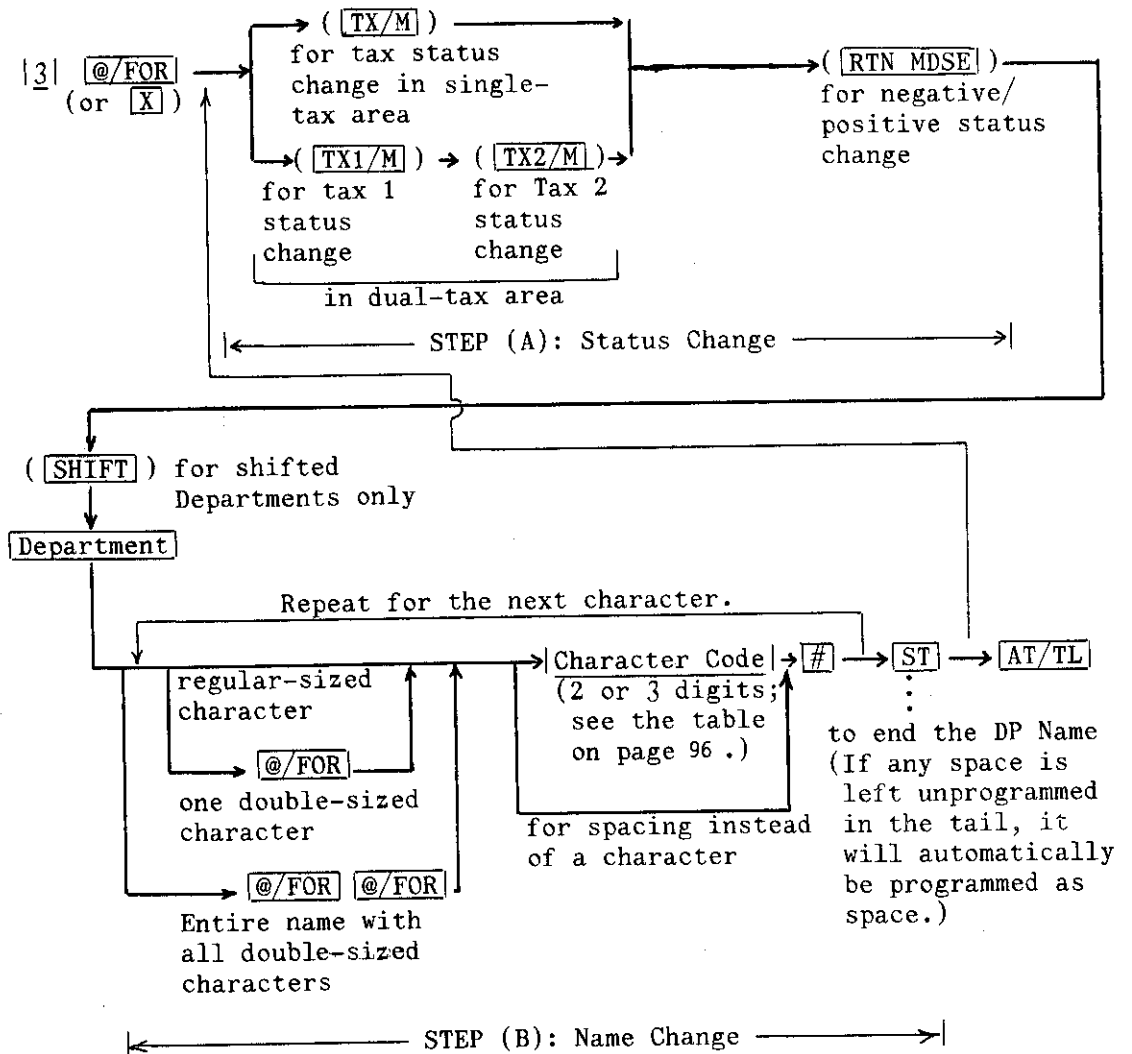 ( TX/M )
for tax status
change in single-
tax area
|3| @/FOR
(or X )
( RTN MDSE )
for negative/
positive status
change
( TX1/M ) ( TX2/M )
for tax 1
status
change
for Tax 2
status
change
in dual-tax area
STEP (A): Status Change
( SHIFT ) for shifted
Departments only
Department
Repeat for the next character.
regular-sized
character
@/FOR
one double-sized
character
@/FOR @/FOR
Entire name with
all double-sized
characters
|Character Code| # ST AT/TL
(2 or 3 digits;
see the table
on page 96 .)
for spacing instead
of a character
to end the DP Name
(If any space is
left unprogrammed
in the tail, it
will automatically
be programmed as
space.)
STEP (B): Name Change